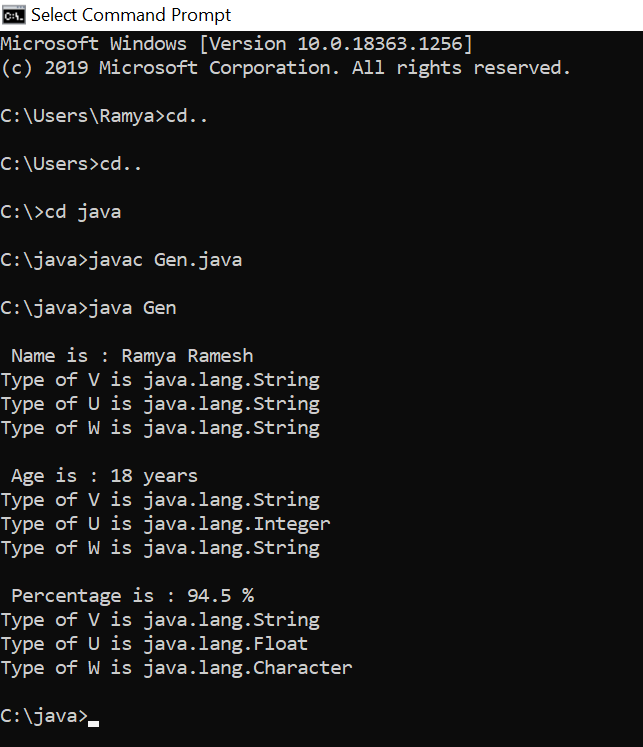 Select Command Prompt
Microsoft Windows [Version 10.0.18363.1256]
(c) 2019 Microsoft Corporation. All rights reserved.
C:\Users\Ramya>cd..
C:\Users>cd..
C:\>cd java
C:\java>javac Gen.java
C:\java>java Gen
Name is : Ramya Ramesh
Type of V is java.lang.String
Type of U is java.lang.String
Type of W is java.lang.String
Age is : 18 years
Type of V is java.lang.String
Type of U is java.lang.Integer
Type of W is java.lang.String
Percentage is : 94.5 %
Type of V is java.lang.String
Type of U is java.lang.Float
Type of W is java.lang.Character
C:\java>